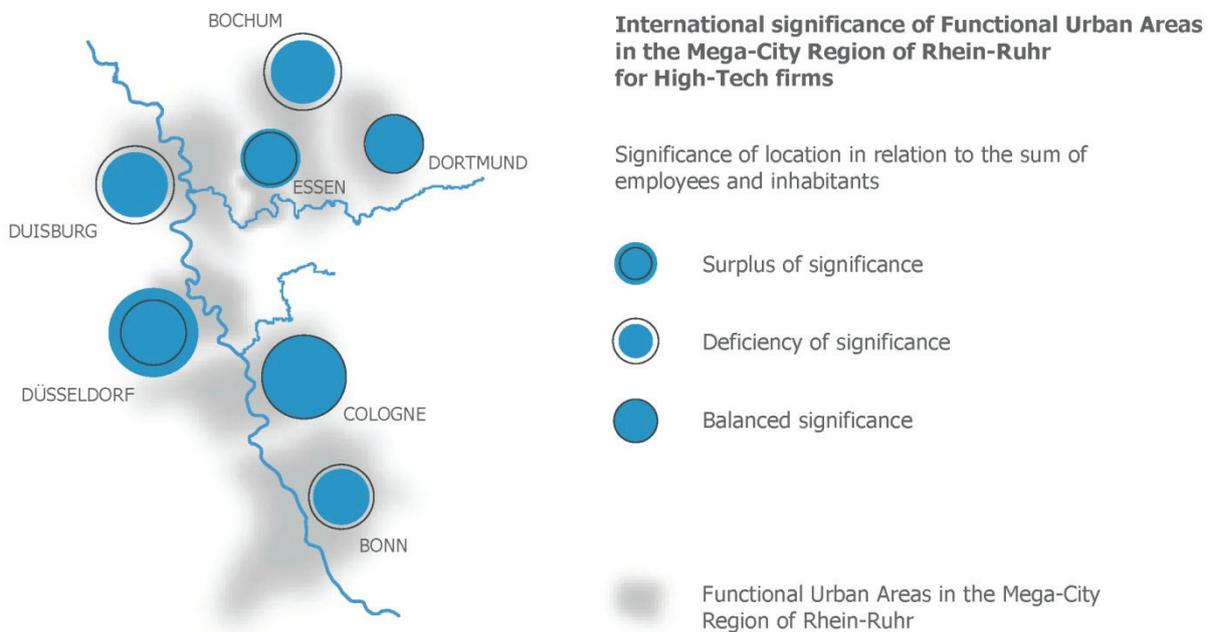 BOCHUM
DORTMUND
ESSEN
DUISBURG
DÜSSELDORF
COLOGNE
BONN
International significance of Functional Urban Areas
in the Mega-City Region of Rhein-Ruhr
for High-Tech firms
Significance of location in relation to the sum of
employees and inhabitants
Surplus of significance
Deficiency of significance
Balanced significance
Functional Urban Areas in the Mega-City
Region of Rhein-Ruhr